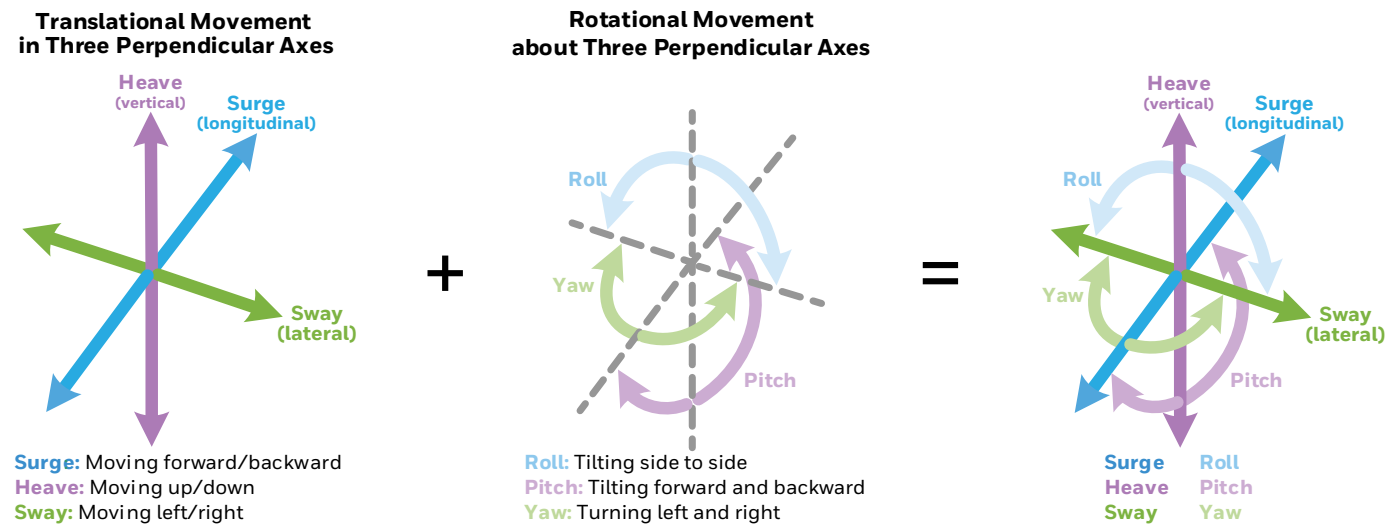 Translational Movement
in Three Perpendicular Axes
Heave
(vertical)
Surge
(longitudinal)
Sway
(lateral)
Surge: Moving forward/backward
Heave: Moving up/down
Sway: Moving left/right
+
Rotational Movement
about Three Perpendicular Axes
Roll
Yaw
Pitch
Roll: Tilting side to side
Pitch: Tilting forward and backward
Yaw: Turning left and right
=
Heave
(vertical)
Surge
(longitudinal)
Roll
Yaw
Sway
(lateral)
Pitch
Surge Roll
Heave Pitch
Sway Yaw